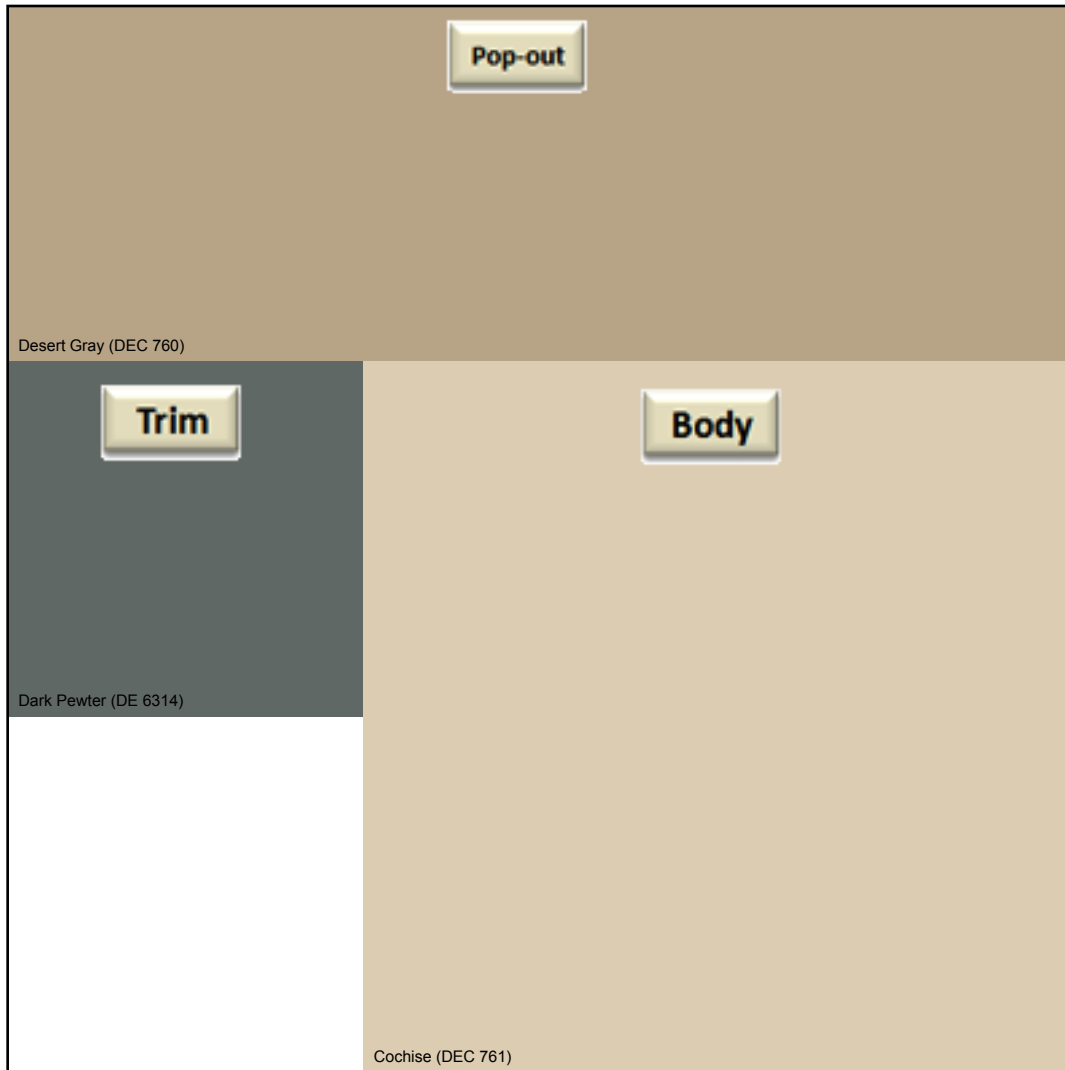 Pop-out
Desert Gray (DEC 760)
Trim
Body
Dark Pewter (DE 6314)
Cochise (DEC 761)